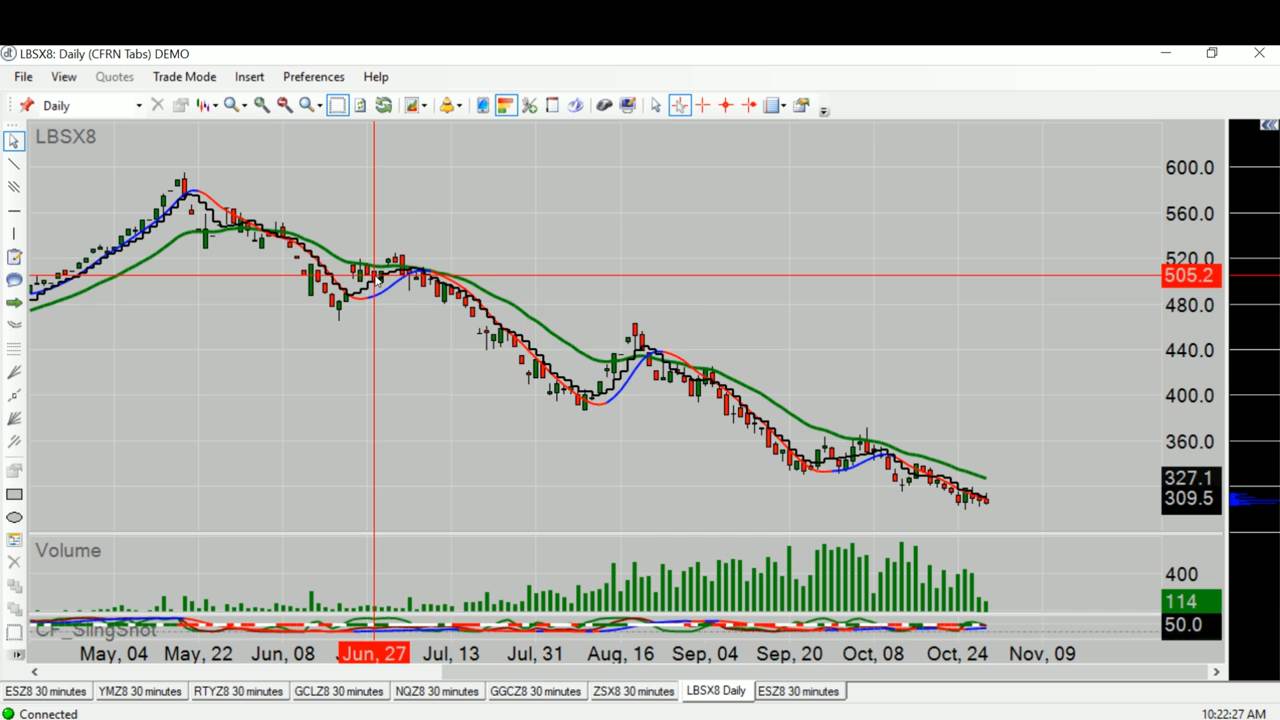 LBSX8: Daily (CFRN Tabs) DEMO
File View Quotes Trade Mode Insert Preferences Help
Daily
LBSX8
600.0
560.0
520.0
505.2
480.0
440.0
400.0
360.0
327.1
309.5
Volume
400
114
CF_SlingShot
50.0
May, 04 May, 22 Jun, 08 Jun, 27 Jul, 13 Jul, 31 Aug, 16 Sep, 04 Sep, 20 Oct, 08 Oct, 24 Nov, 09
ESZ8 30 minutes YMZ8 30 minutes RTYZ8 30 minutes GCLZ8 30 minutes NQZ8 30 minutes GGCZ8 30 minutes ZSX8 30 minutes LBSX8 Daily ESZ8 30 minutes
Connected 10:22:27 AM